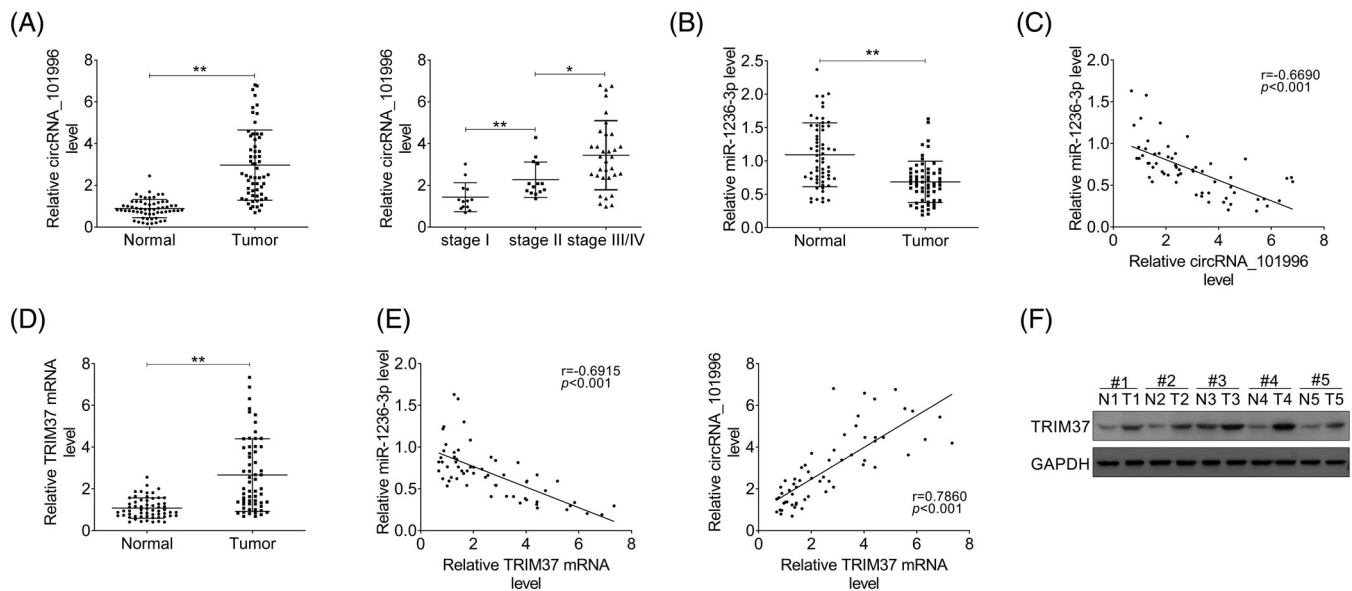 (A)
Relative circRNA_101996
level
8
6
4
2
0
**
Normal
Tumor
Relative circRNA_101996
level
8
6
4
2
0
**
*
stage I
stage II
stage III/IV
(B)
Relative miR-1236-3p level
2.5
2.0
1.5
1.0
0.5
0.0
**
Normal
Tumor
(C)
Relative miR-1236-3p level
2.0
1.5
1.0
0.5
0.0
r=-0.6690
p<0.001
0
2
4
6
8
Relative circRNA_101996
level
(D)
Relative TRIM37 mRNA
level
8
6
4
2
0
**
Normal
Tumor
(E)
Relative miR-1236-3p level
2.0
1.5
1.0
0.5
0.0
r=-0.6915
p<0.001
0
2
4
6
8
Relative TRIM37 mRNA
level
Relative circRNA_101996
level
8
6
4
2
0
r=0.7860
p<0.001
0
2
4
6
8
Relative TRIM37 mRNA
level
(F)
#1 #2 #3 #4 #5
N1 T1 N2 T2 N3 T3 N4 T4 N5 T5
TRIM37
GAPDH